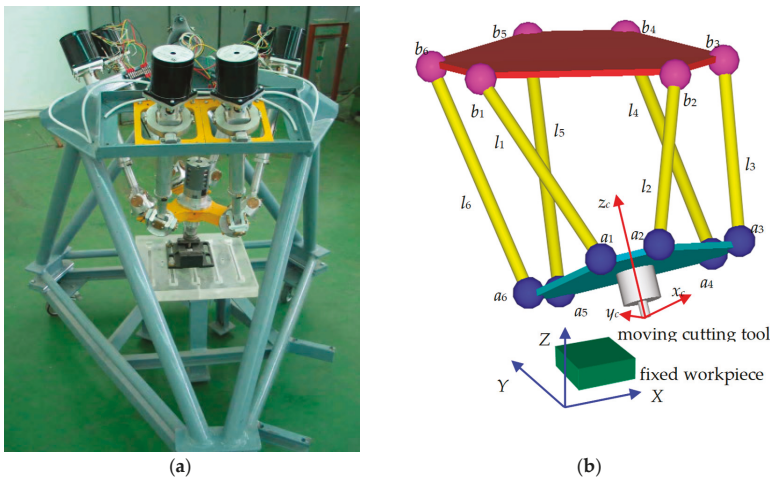 b5
b4
b6
b3
b1
b2
l1
l5
l4
l3
l2
l6
zc
a1
a2
a3
a4
a6
a5
xc
yc
Z
moving cutting tool
Y
X
fixed workpiece
(a)
(b)